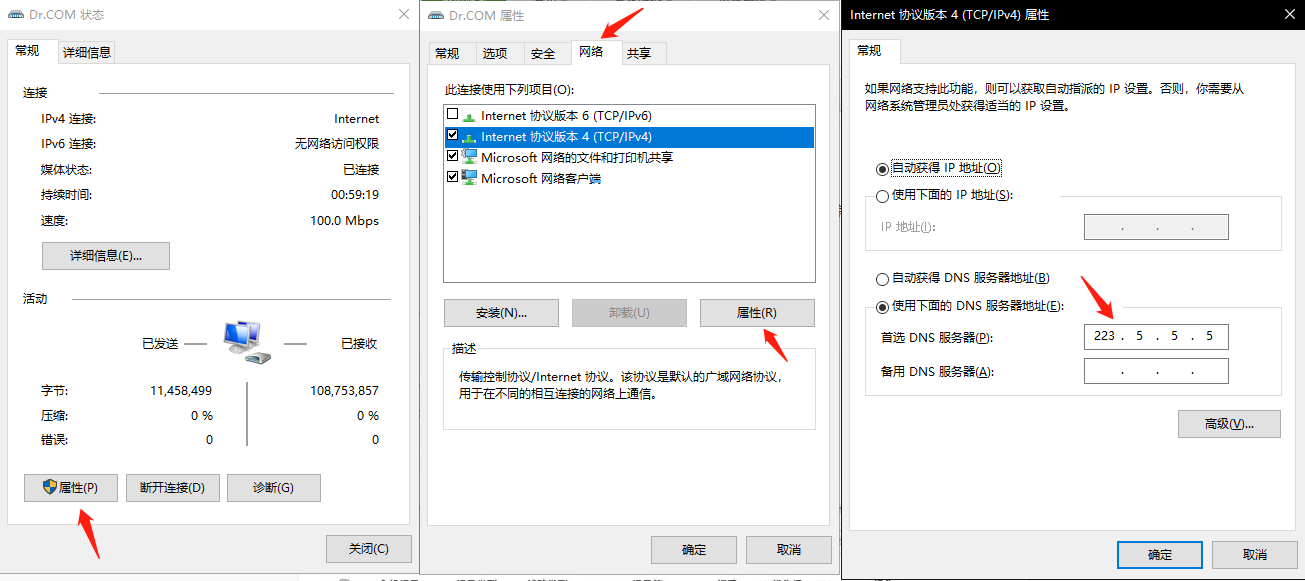 Dr.COM 状态
常规
详细信息
连接
IPv4 连接:
Internet
IPv6 连接:
无网络访问权限
媒体状态:
已连接
持续时间:
00:59:19
速度:
100.0 Mbps
详细信息(E)...
活动
已发送
已接收
字节:
11,458,499
108,753,857
压缩:
0 %
0 %
错误:
0
0
属性(P)
断开连接(D)
诊断(G)
关闭(C)
Dr.COM 属性
常规
选项
安全
网络
共享
此连接使用下列项目(O):
Internet 协议版本 6 (TCP/IPv6)
Internet 协议版本 4 (TCP/IPv4)
Microsoft 网络的文件和打印机共享
Microsoft 网络客户端
安装(N)...
卸载(U)
属性(R)
描述
传输控制协议/Internet 协议。该协议是默认的广域网络协议，
用于在不同的相互连接的网络上通信。
确定
取消
Internet 协议版本 4 (TCP/IPv4) 属性
常规
如果网络支持此功能，则可以获取自动指派的 IP 设置。否则，你需要从
网络系统管理员处获得适当的 IP 设置。
自动获得 IP 地址(O)
使用下面的 IP 地址(S):
IP 地址(I):
. . .
自动获得 DNS 服务器地址(B)
使用下面的 DNS 服务器地址(E):
首选 DNS 服务器(P):
223 . 5 . 5 . 5
备用 DNS 服务器(A):
. . .
高级(V)...
确定
取消